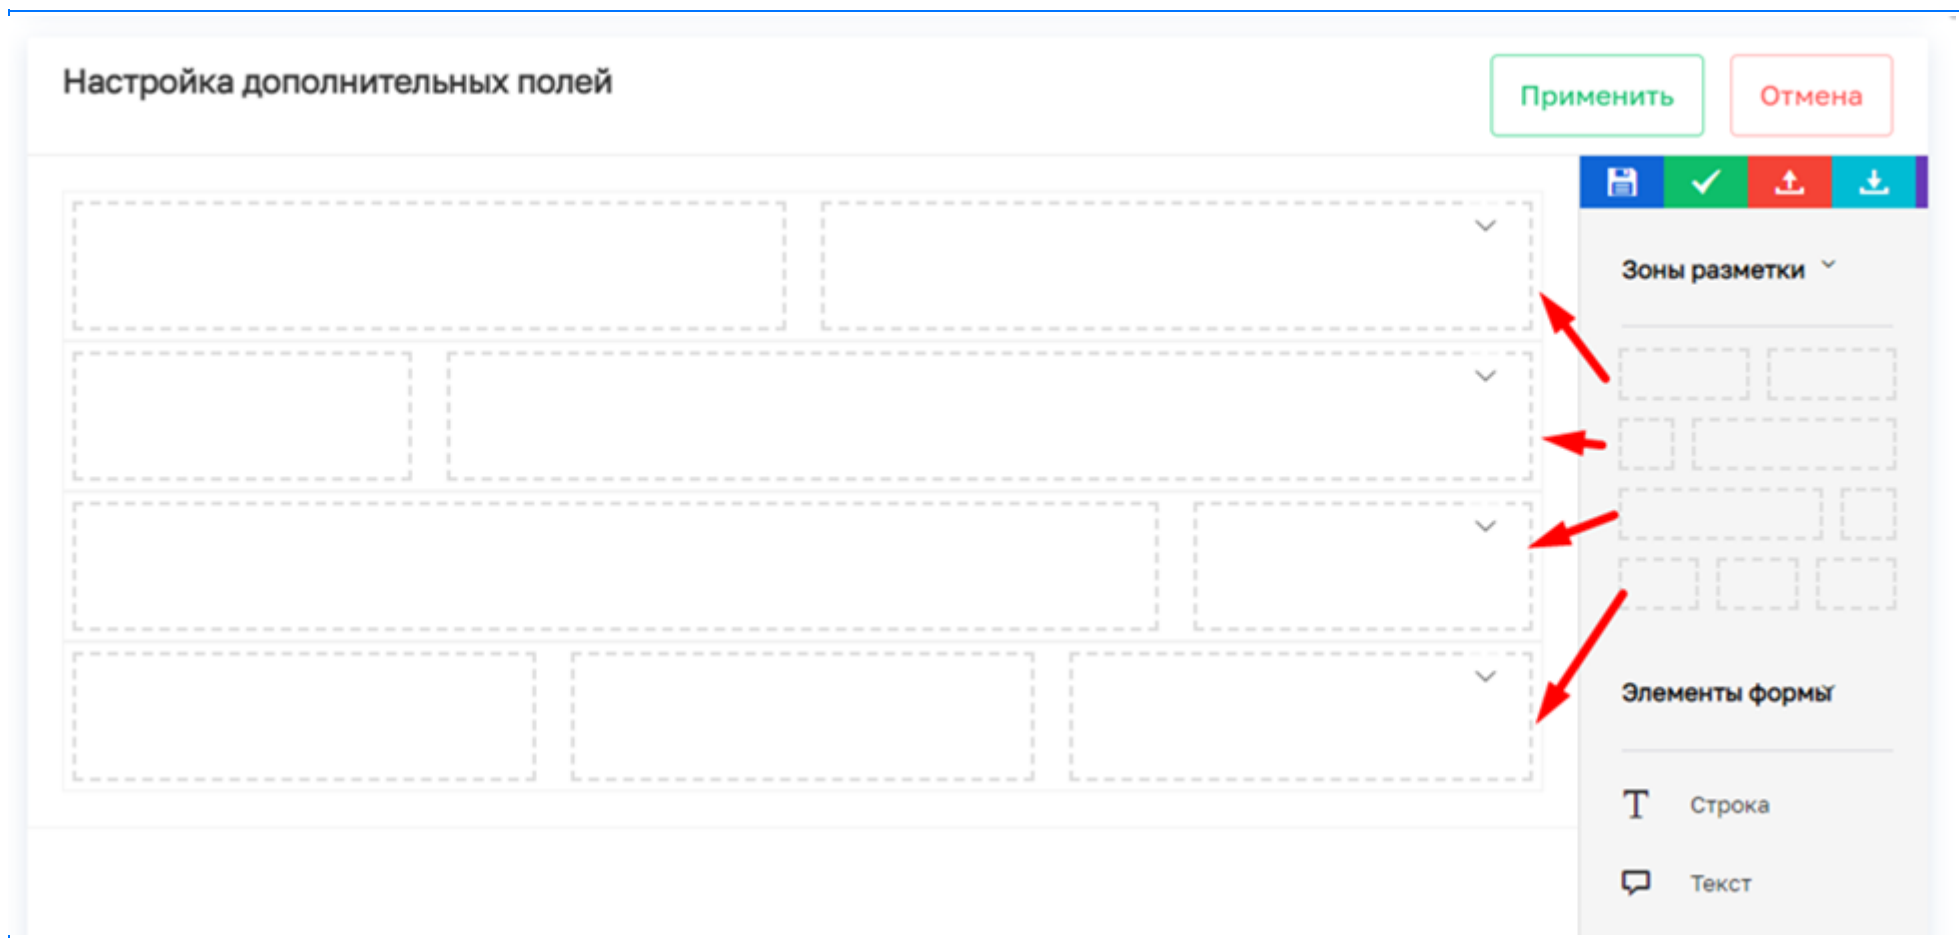 Настройка дополнительных полей
Применить
Отмена
Зоны разметки
Элементы формы
Строка
Текст